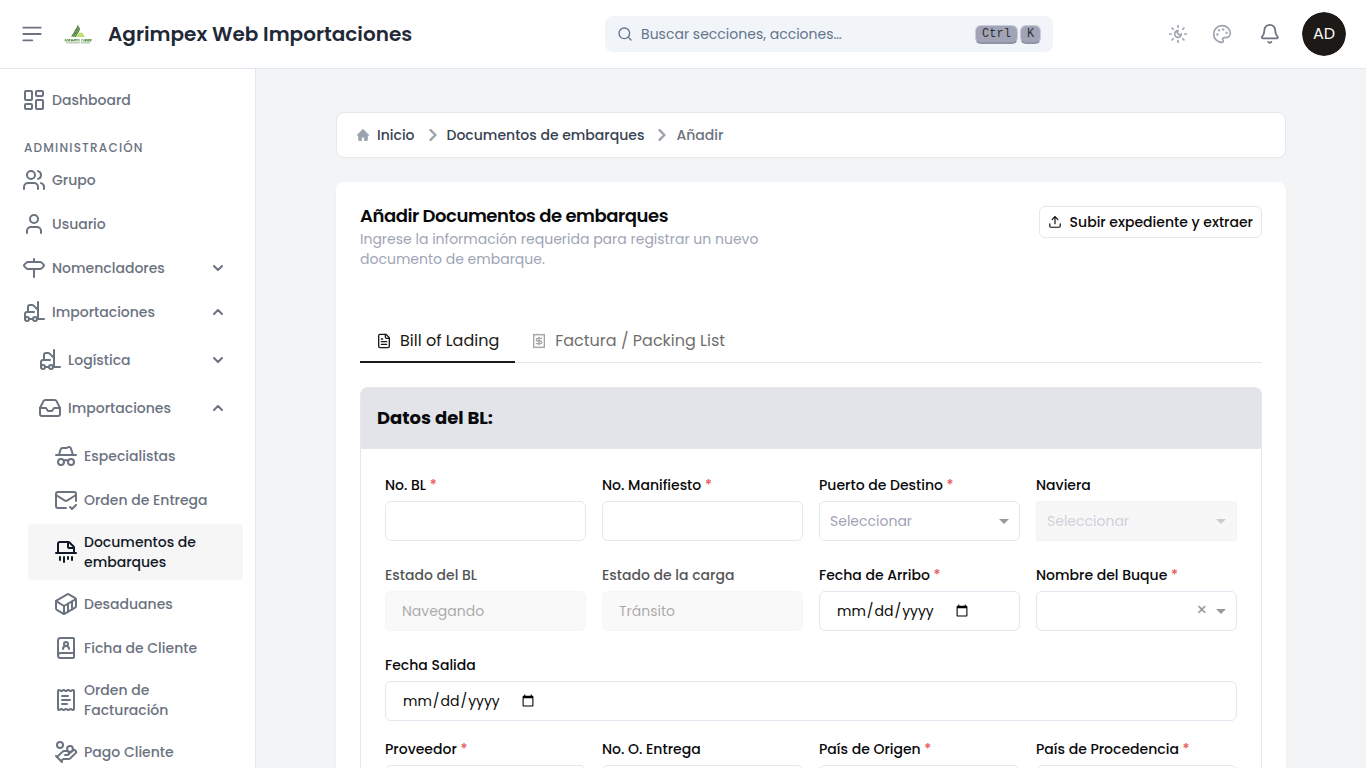 Agrimpex Web Importaciones
Buscar secciones, acciones...
Ctrl K
AD
Dashboard
ADMINISTRACIÓN
Grupo
Usuario
Nomencladores
Importaciones
Logística
Importaciones
Especialistas
Orden de Entrega
Documentos de
embarques
Desaduanes
Ficha de Cliente
Orden de
Facturación
Pago Cliente
Inicio
Documentos de embarques
Añadir
Añadir Documentos de embarques
Ingrese la información requerida para registrar un nuevo
documento de embarque.
Subir expediente y extraer
Bill of Lading
Factura / Packing List
Datos del BL:
No. BL * No. Manifiesto * Puerto de Destino * Naviera
Seleccionar Seleccionar
Estado del BL Estado de la carga Fecha de Arribo * Nombre del Buque *
Navegando Tránsito mm/dd/yyyy ×
Fecha Salida
mm/dd/yyyy
Proveedor * No. O. Entrega País de Origen * País de Procedencia *